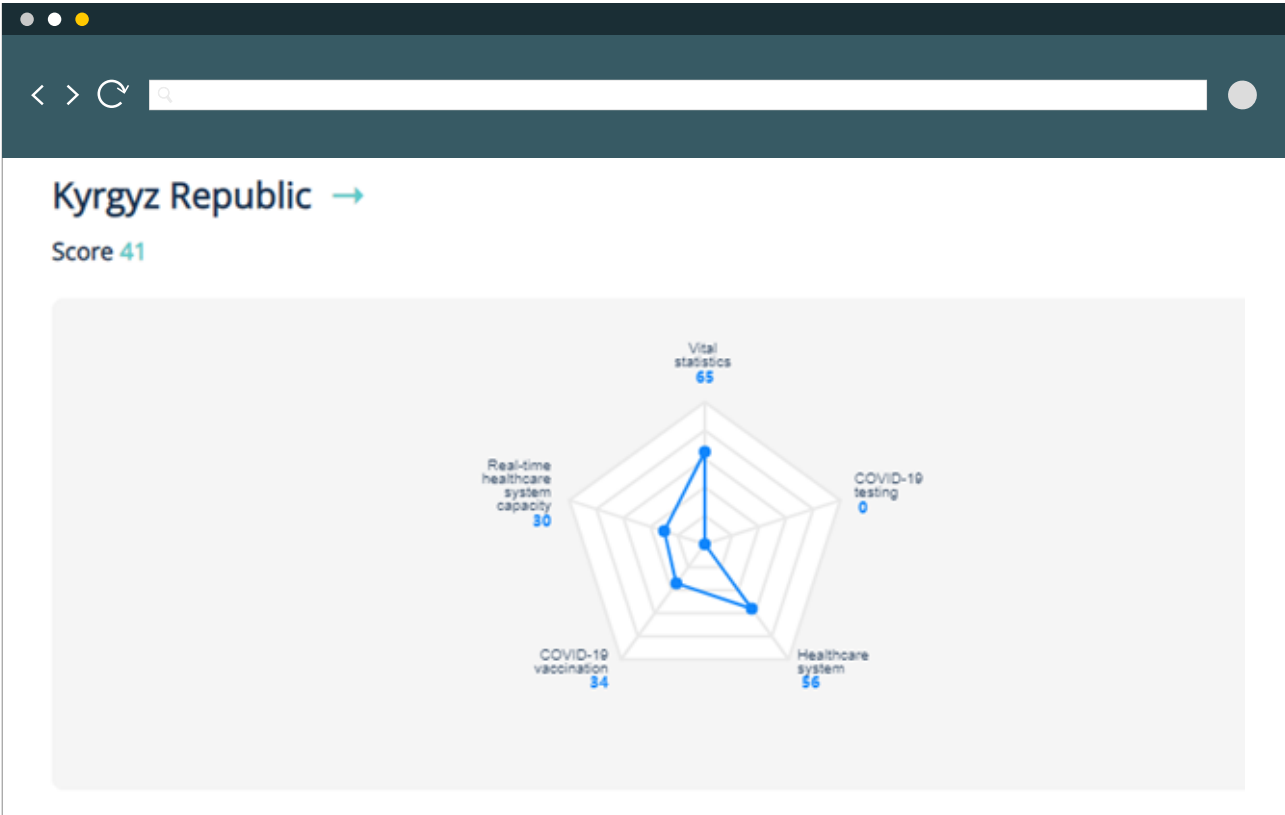 Kyrgyz Republic →
Score 41
Vital
statistics
65
COVID-19
testing
0
Real-time
healthcare
system
capacity
30
COVID-19
vaccination
34
Healthcare
system
56